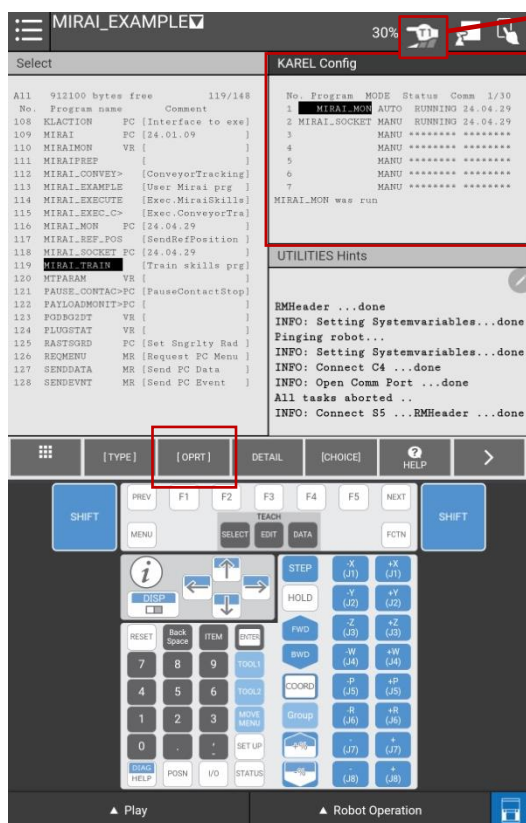 MIRAI_EXAMPLE
30%
T1
Select
All 912100 bytes free 119/148
No. Program name Comment
108 KLACTION PC [Interface to exe]
109 MIRAI PC [24.01.09 ]
110 MIRAIMON VR [ ]
111 MIRAIPREP [ ]
112 MIRAI_CONVEY> [ConveyorTracking]
113 MIRAI_EXAMPLE [User Mirai prg ]
114 MIRAI_EXECUTE [Exec.MiraiSkills]
115 MIRAI_EXEC_C> [Exec.ConveyorTra]
116 MIRAI_MON PC [24.04.29 ]
117 MIRAI_REF_POS [SendRefPosition ]
118 MIRAI_SOCKET PC [24.04.29 ]
119 MIRAI_TRAIN [Train skills prg]
120 MTPARAM VR [ ]
121 PAUSE_CONTAC>PC [PauseContactStop]
122 PAYLOADMONIT>PC [ ]
123 PGDBG2DT VR [ ]
124 PLUGSTAT VR [ ]
125 RASTSGRD PC [Set Sngrlty Rad ]
126 REQMENU MR [Request PC Menu ]
127 SENDDATA MR [Send PC Data ]
128 SENDEVNT MR [Send PC Event ]
KAREL Config
No. Program MODE Status Comm 1/30
1 MIRAI_MON AUTO RUNNING 24.04.29
2 MIRAI_SOCKET MANU RUNNING 24.04.29
3 MANU ******** ********
4 MANU ******** ********
5 MANU ******** ********
6 MANU ******** ********
7 MANU ******** ********
MIRAI_MON was run
UTILITIES Hints
RMHeader ...done
INFO: Setting Systemvariables...done
Pinging robot...
INFO: Setting Systemvariables...done
INFO: Connect C4 ...done
INFO: Open Comm Port ...done
All tasks aborted ..
INFO: Connect S5 ...RMHeader ...done
[TYPE] [OPRT] DETAIL [CHOICE] ? HELP >
SHIFT PREV F1 F2 F3 F4 F5 NEXT SHIFT
TEACH
MENU SELECT EDIT DATA FCTN
i DISP
STEP -X (J1) +X (J1)
HOLD -Y (J2) +Y (J2)
RESET Back Space ITEM ENTER FWD -Z (J3) +Z (J3)
7 8 9 TOOL1 BWD -W (J4) +W (J4)
4 5 6 TOOL2 COORD -P (J5) +P (J5)
1 2 3 MOVE MENU Group -R (J6) +R (J6)
0 . , - SET UP +% - (J7) + (J7)
DIAG HELP POSN I/O STATUS -% - (J8) + (J8)
▲ Play ▲ Robot Operation